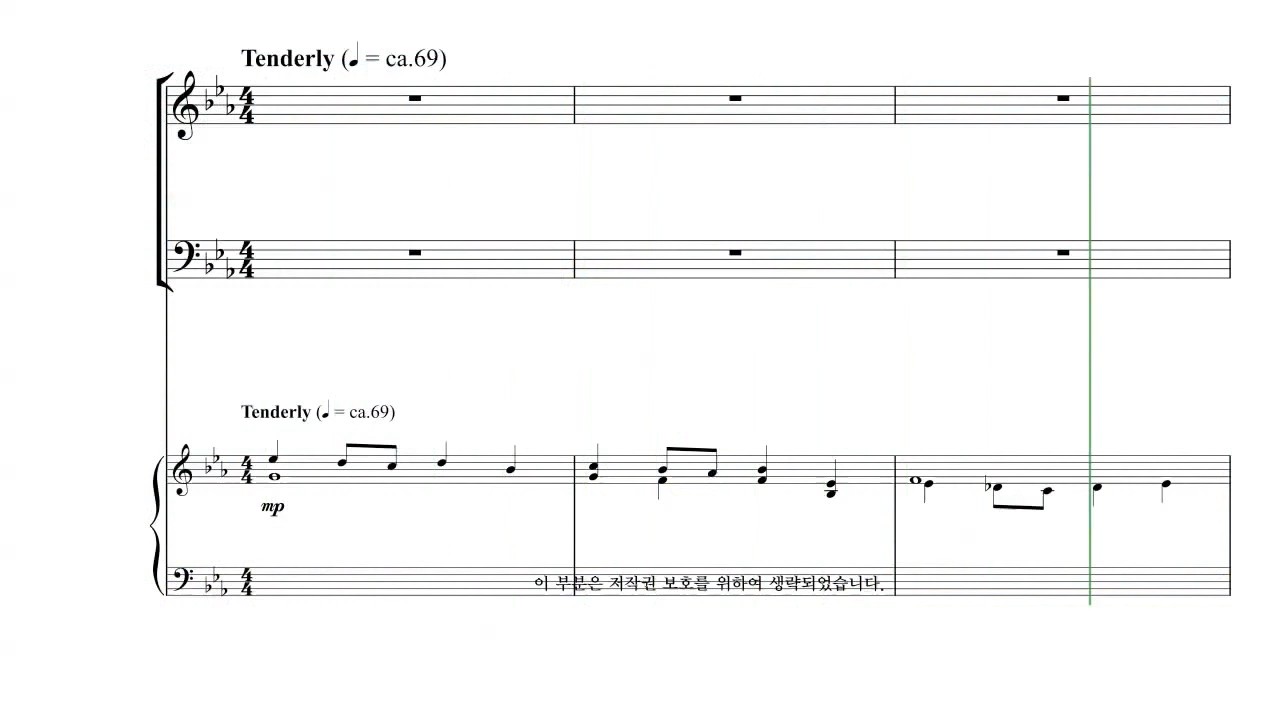 Tenderly (♩ = ca.69)
Tenderly (♩ = ca.69)
mp
이 부분은 저작권 보호를 위하여 생략되었습니다.